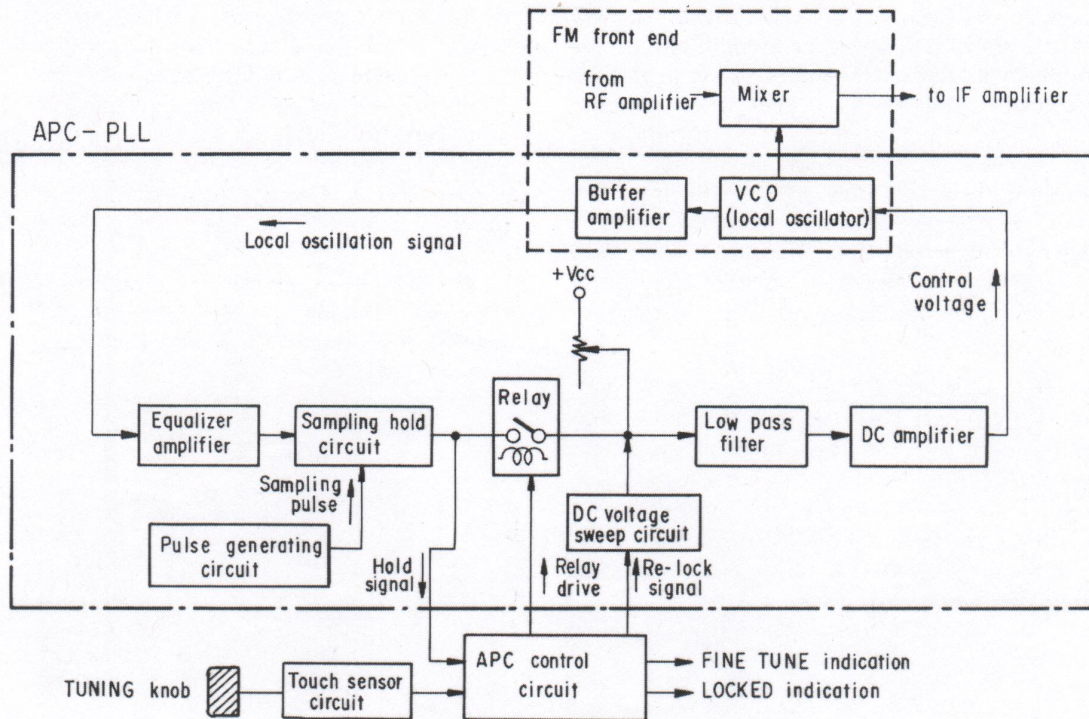 FM front end
from
RF amplifier
Mixer
to IF amplifier
APC-PLL
Buffer
amplifier
VCO
(local oscillator)
Local oscillation signal
+Vcc
Control
voltage
Relay
Equalizer
amplifier
Sampling hold
circuit
Low pass
filter
DC amplifier
Sampling
pulse
DC voltage
sweep circuit
Pulse generating
circuit
Hold
signal
Relay
drive
Re-lock
signal
APC control
circuit
FINE TUNE indication
LOCKED indication
TUNING knob
Touch sensor
circuit